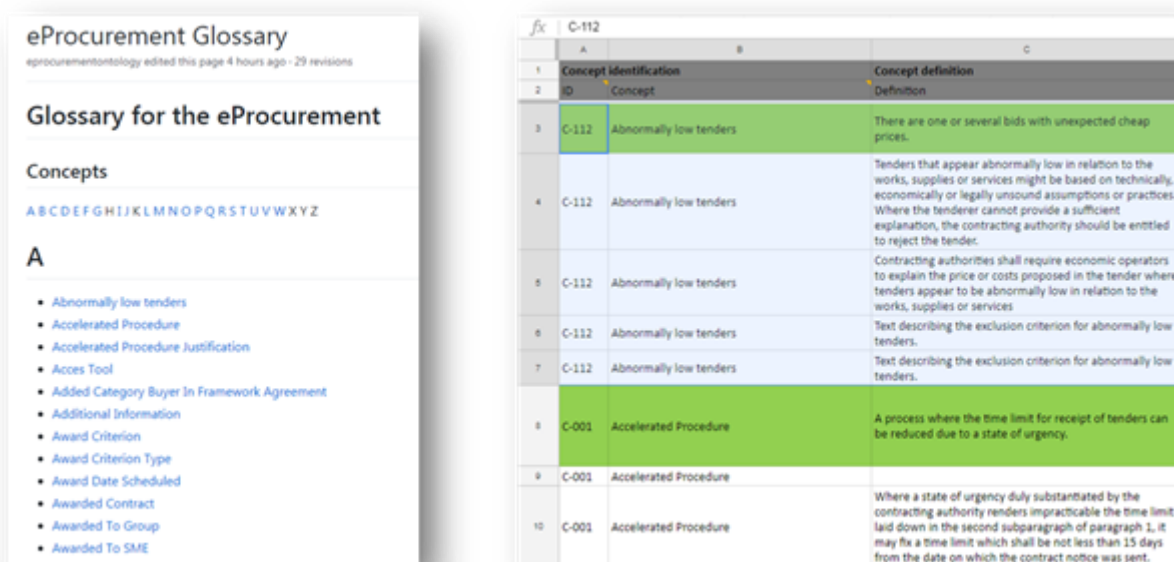 eProcurement Glossary
eprocurementontology edited this page 4 hours ago · 29 revisions
Glossary for the eProcurement
Concepts
A B C D E F G H I J K L M N O P Q R S T U V W X Y Z
A
• Abnormally low tenders
• Accelerated Procedure
• Accelerated Procedure Justification
• Acces Tool
• Added Category Buyer In Framework Agreement
• Additional Information
• Award Criterion
• Award Criterion Type
• Award Date Scheduled
• Awarded Contract
• Awarded To Group
• Awarded To SME
fx C-112
A B C
1 Concept identification Concept definition
2 ID Concept Definition
3 C-112 Abnormally low tenders There are one or several bids with unexpected cheap
prices.
4 C-112 Abnormally low tenders Tenders that appear abnormally low in relation to the
works, supplies or services might be based on technically,
economically or legally unsound assumptions or practices
Where the tenderer cannot provide a sufficient
explanation, the contracting authority should be entitled
to reject the tender.
5 C-112 Abnormally low tenders Contracting authorities shall require economic operators
to explain the price or costs proposed in the tender where
tenders appear to be abnormally low in relation to the
works, supplies or services
6 C-112 Abnormally low tenders Text describing the exclusion criterion for abnormally low
tenders.
7 C-112 Abnormally low tenders Text describing the exclusion criterion for abnormally low
tenders.
8 C-001 Accelerated Procedure A process where the time limit for receipt of tenders can
be reduced due to a state of urgency.
9 C-001 Accelerated Procedure
10 C-001 Accelerated Procedure Where a state of urgency duly substantiated by the
contracting authority renders impracticable the time limit
laid down in the second subparagraph of paragraph 1, it
may fix a time limit which shall be not less than 15 days
from the date on which the contract notice was sent.